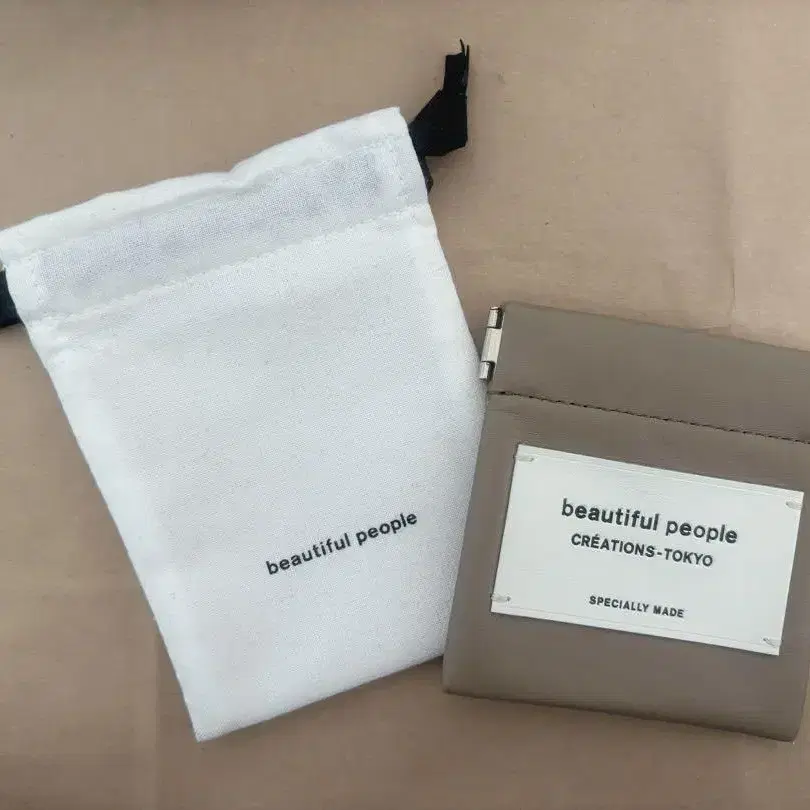 beautiful people
beautiful people
CRÉATIONS-TOKYO
SPECIALLY MADE